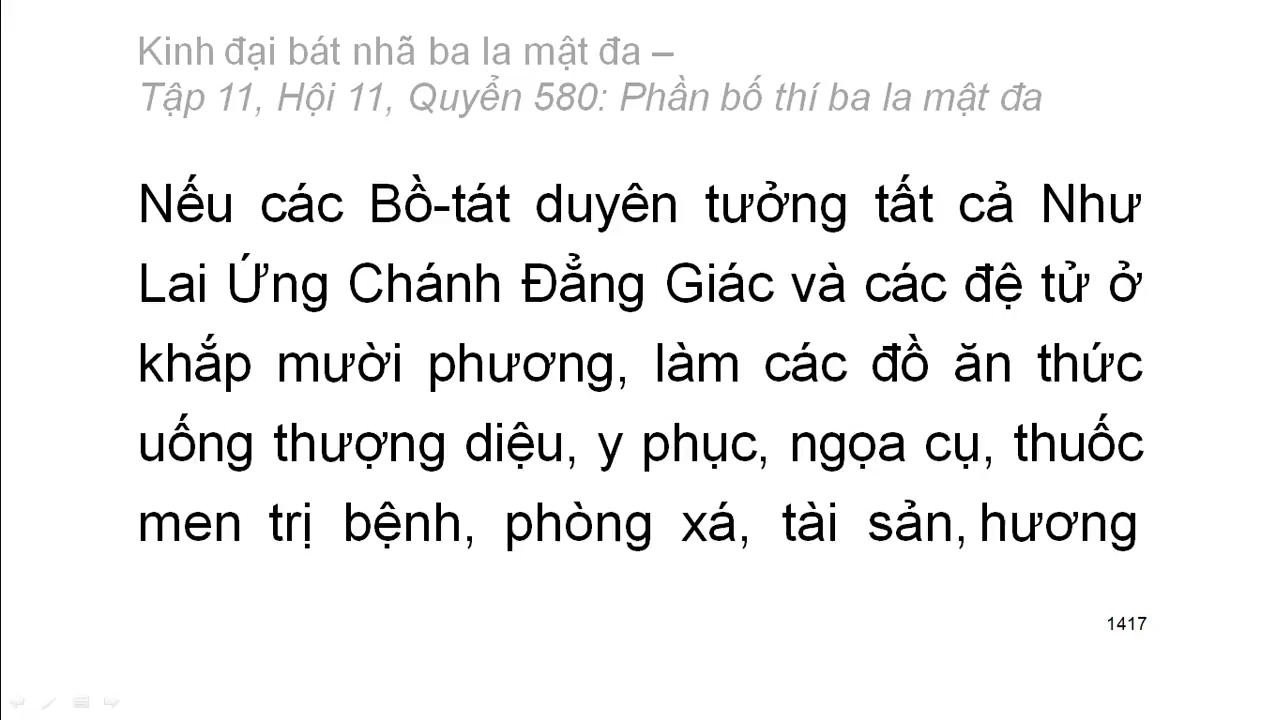 Kinh đại bát nhã ba la mật đa –
Tập 11, Hội 11, Quyển 580: Phần bố thí ba la mật đa
Nếu các Bồ-tát duyên tưởng tất cả Như
Lai Ứng Chánh Đẳng Giác và các đệ tử ở
khắp mười phương, làm các đồ ăn thức
uống thượng diệu, y phục, ngọa cụ, thuốc
men trị bệnh, phòng xá, tài sản, hương
1417